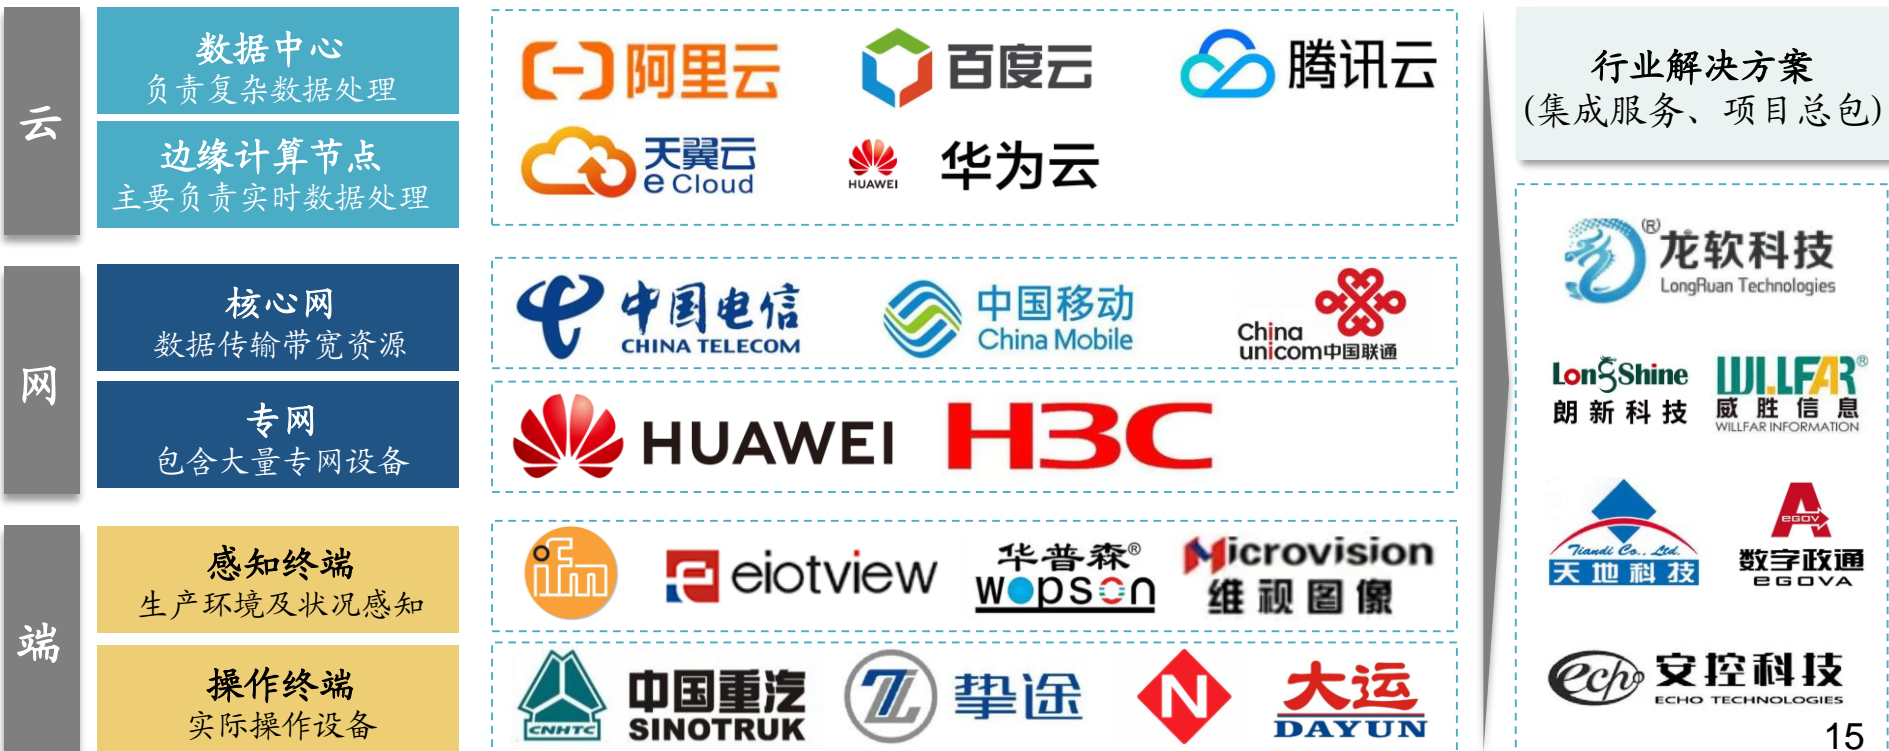 云
数据中心
负责复杂数据处理
边缘计算节点
主要负责实时数据处理
阿里云
百度云
腾讯云
天翼云
e Cloud
HUAWEI
华为云
网
核心网
数据传输带宽资源
中国电信
CHINA TELECOM
中国移动
China Mobile
China
unicom中国联通
专网
包含大量专网设备
HUAWEI
H3C
端
感知终端
生产环境及状况感知
ifm
eiotview
华普森®
wopson
Microvision
维视图像
操作终端
实际操作设备
CNHTC
中国重汽
SINOTRUK
挚途
N
大运
DAYUN
行业解决方案
(集成服务、项目总包)
®龙软科技
LongRuan Technologies
LongShine
朗新科技
WILLFAR®
威胜信息
WILLFAR INFORMATION
Tiandi Co., Ltd.
天地科技
eGOV
数字政通
eGOVA
echo
安控科技
ECHO TECHNOLOGIES
15